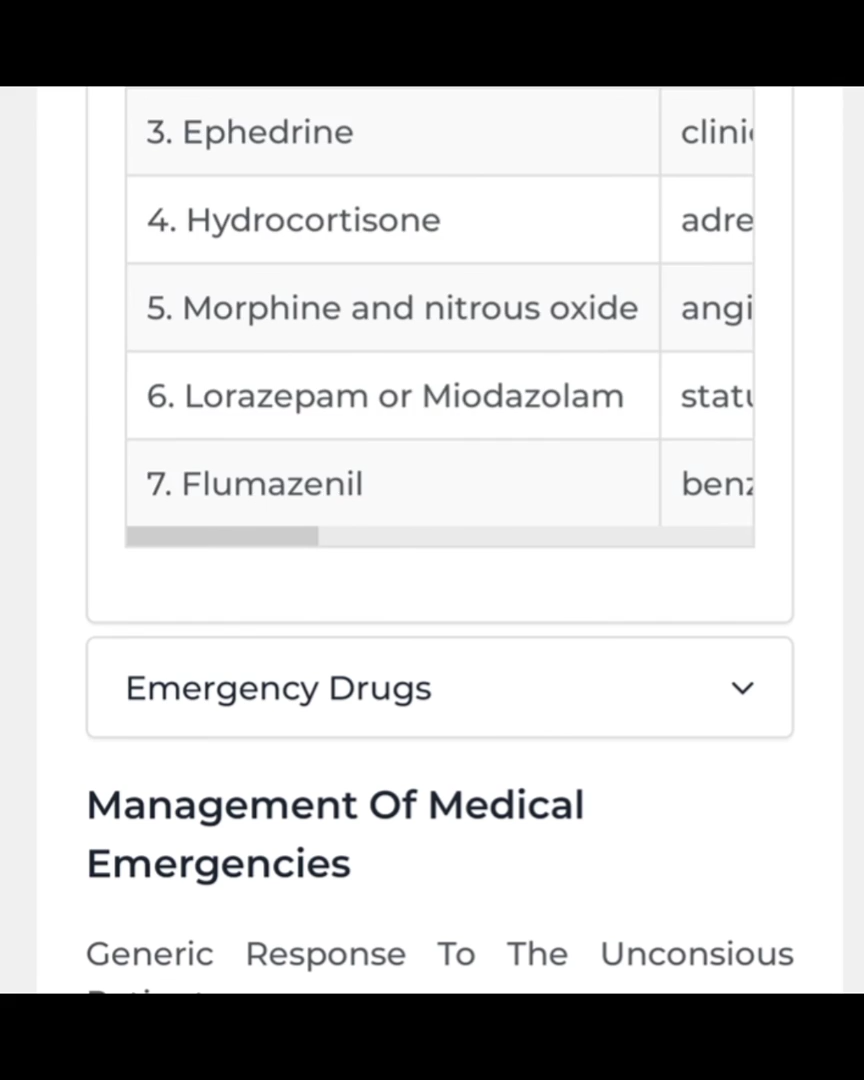 3. Ephedrine
4. Hydrocortisone
5. Morphine and nitrous oxide
6. Lorazepam or Miodazolam
7. Flumazenil
Emergency Drugs
Management Of Medical
Emergencies
Generic Response To The Unconsious